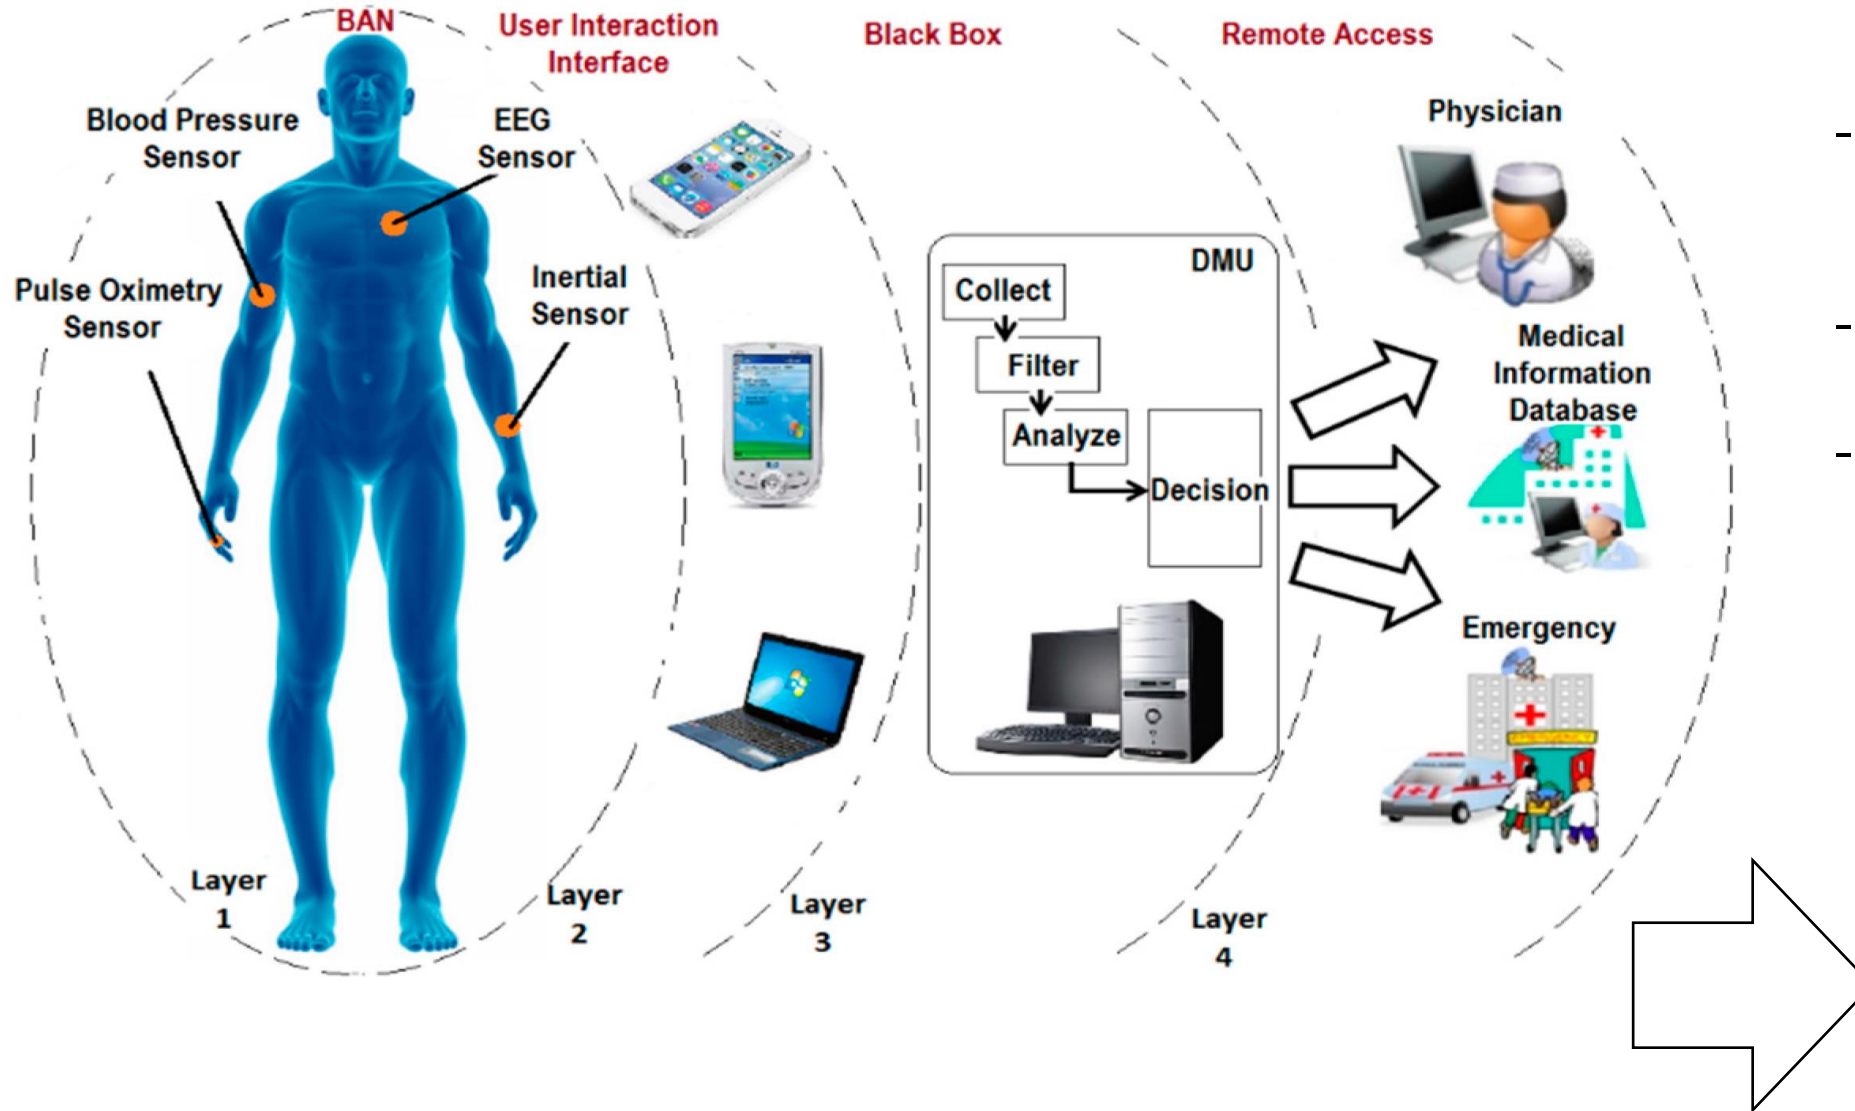 BAN
User Interaction
Interface
Black Box
Remote Access
Blood Pressure
Sensor
EEG
Sensor
Pulse Oximetry
Sensor
Inertial
Sensor
DMU
Collect
Filter
Analyze
Decision
Physician
Medical
Information
Database
Emergency
EMERGENCY
Layer
1
Layer
2
Layer
3
Layer
4